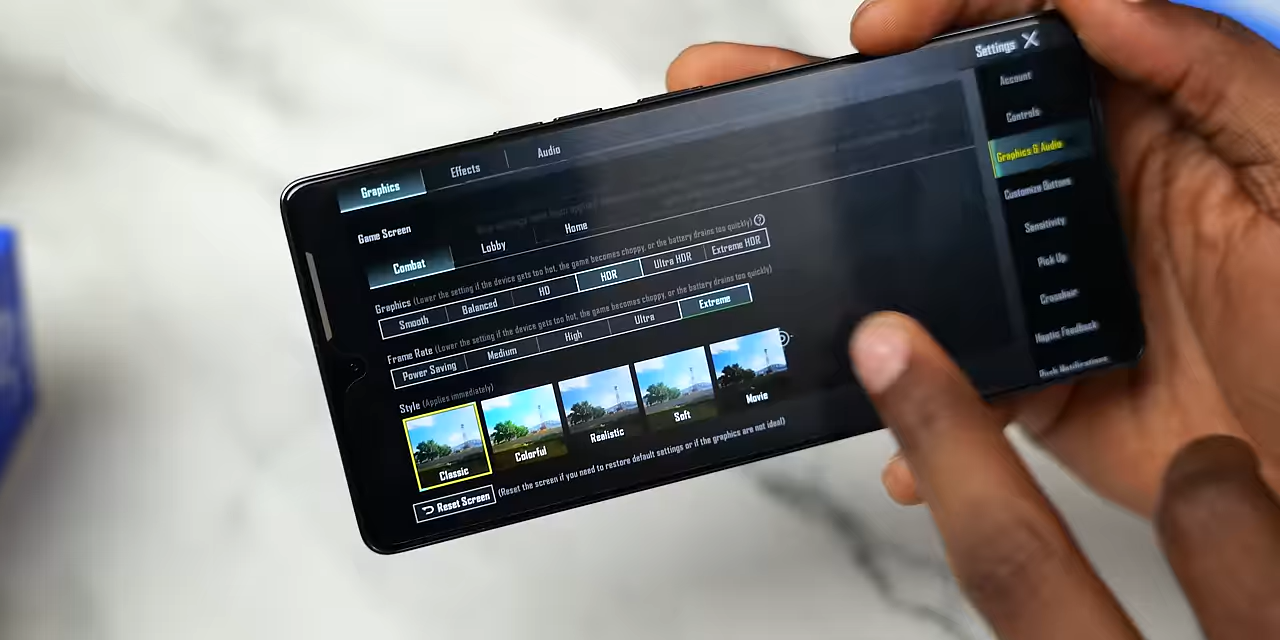 Settings X
Account
Controls
Graphics & Audio
Customize Buttons
Sensitivity
Pick Up
Crosshair
Haptic Feedback
Push Notifications
Graphics Effects Audio
Game Screen
Combat Lobby Home
Graphics (Lower the setting if the device gets too hot, the game becomes choppy, or the battery drains too quickly) ?
Smooth Balanced HD HDR Ultra HDR Extreme HDR
Frame Rate (Lower the setting if the device gets too hot, the game becomes choppy, or the battery drains too quickly)
Power Saving Medium High Ultra Extreme
Style (Applies immediately)
Classic Colorful Realistic Soft Movie
Reset Screen (Reset the screen if you need to restore default settings or if the graphics are not ideal)